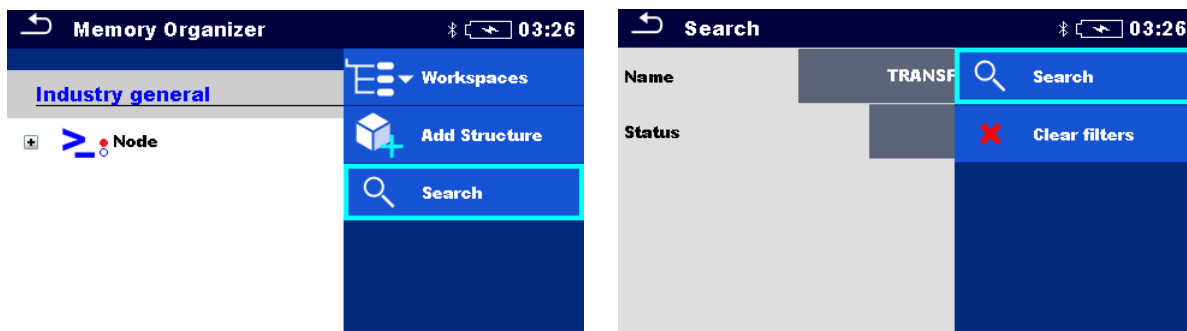 Memory Organizer 03:26
Workspaces
Industry general
Add Structure
Node
Search
Search 03:26
Name TRANSF Search
Status Clear filters